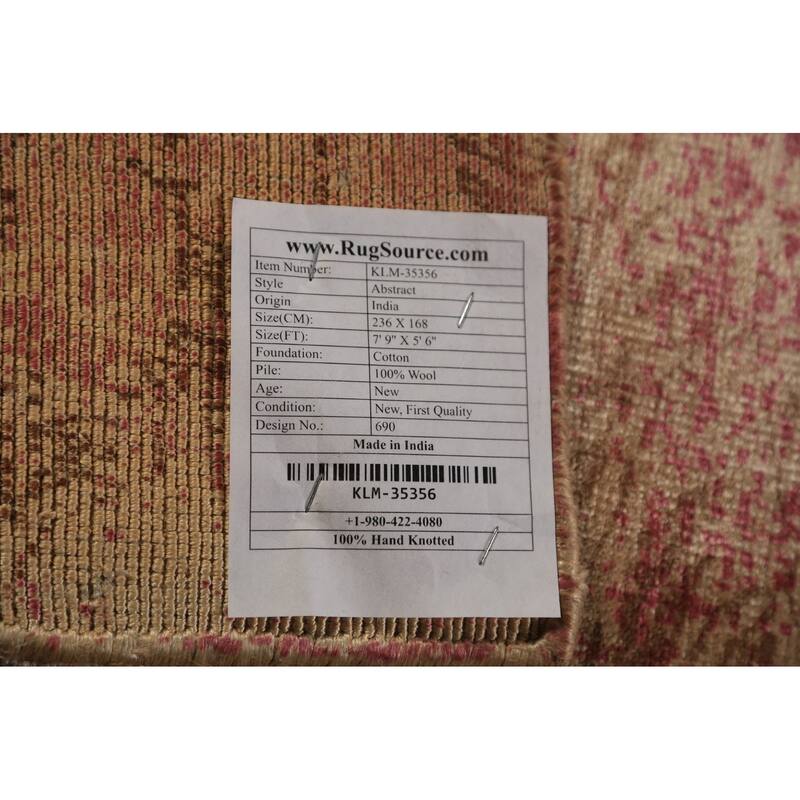 www.RugSource.com
Item Number: KLM-35356
Style Abstract
Origin India
Size(CM): 236 X 168
Size(FT): 7' 9" X 5' 6"
Foundation: Cotton
Pile: 100% Wool
Age: New
Condition: New, First Quality
Design No.: 690
Made in India
KLM-35356
+1-980-422-4080
100% Hand Knotted